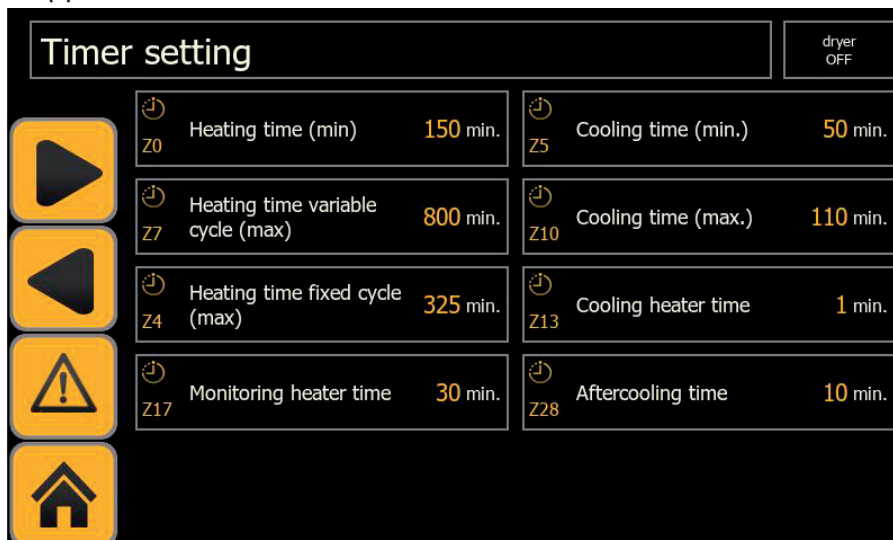 Timer setting
dryer
OFF
Z0
Heating time (min)
150 min.
Z5
Cooling time (min.)
50 min.
Z7
Heating time variable
cycle (max)
800 min.
Z10
Cooling time (max.)
110 min.
Z4
Heating time fixed cycle
(max)
325 min.
Z13
Cooling heater time
1 min.
Z17
Monitoring heater time
30 min.
Z28
Aftercooling time
10 min.